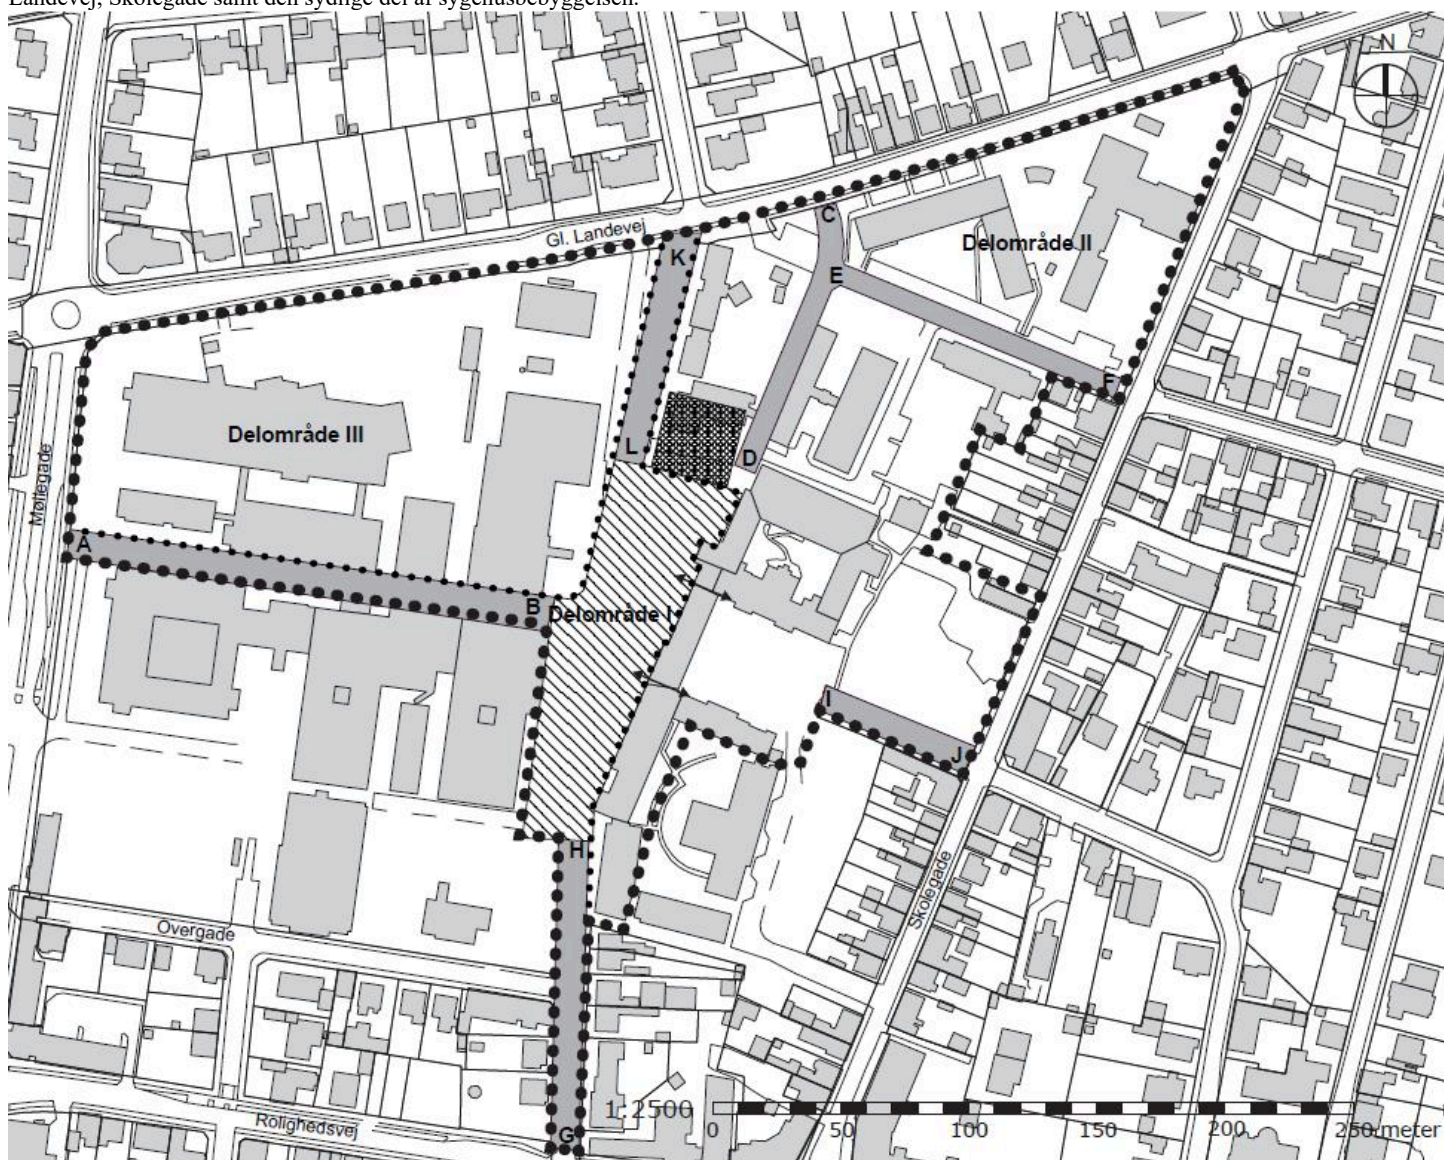 Landevej, Skolegade samt den sydlige del af sygehusbebyggelsen.
N
C
Gl. Landevej
K
Delområde II
E
F
Delområde III
L
D
Møllegade
A
B
Delområde I
I
J
H
Skolegade
Overgade
1:2500
0 50 100 150 200 250 meter
Rolighedsvej
G